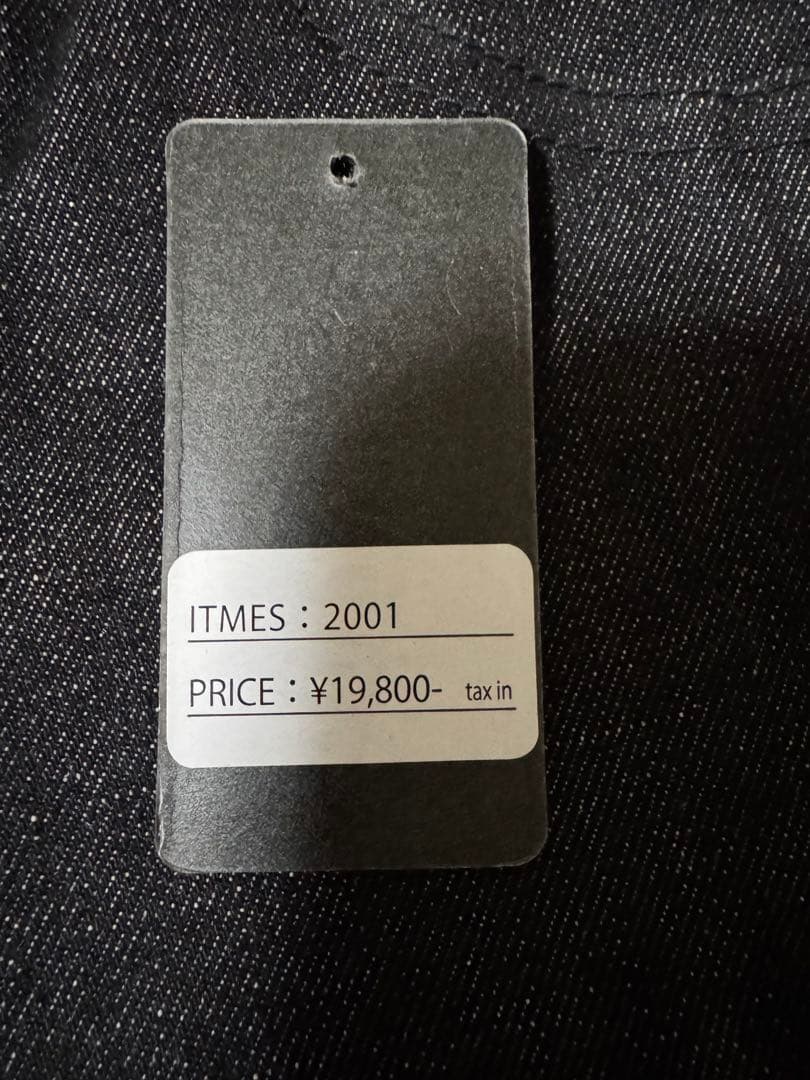 ITMES：2001
PRICE：¥19,800- tax in